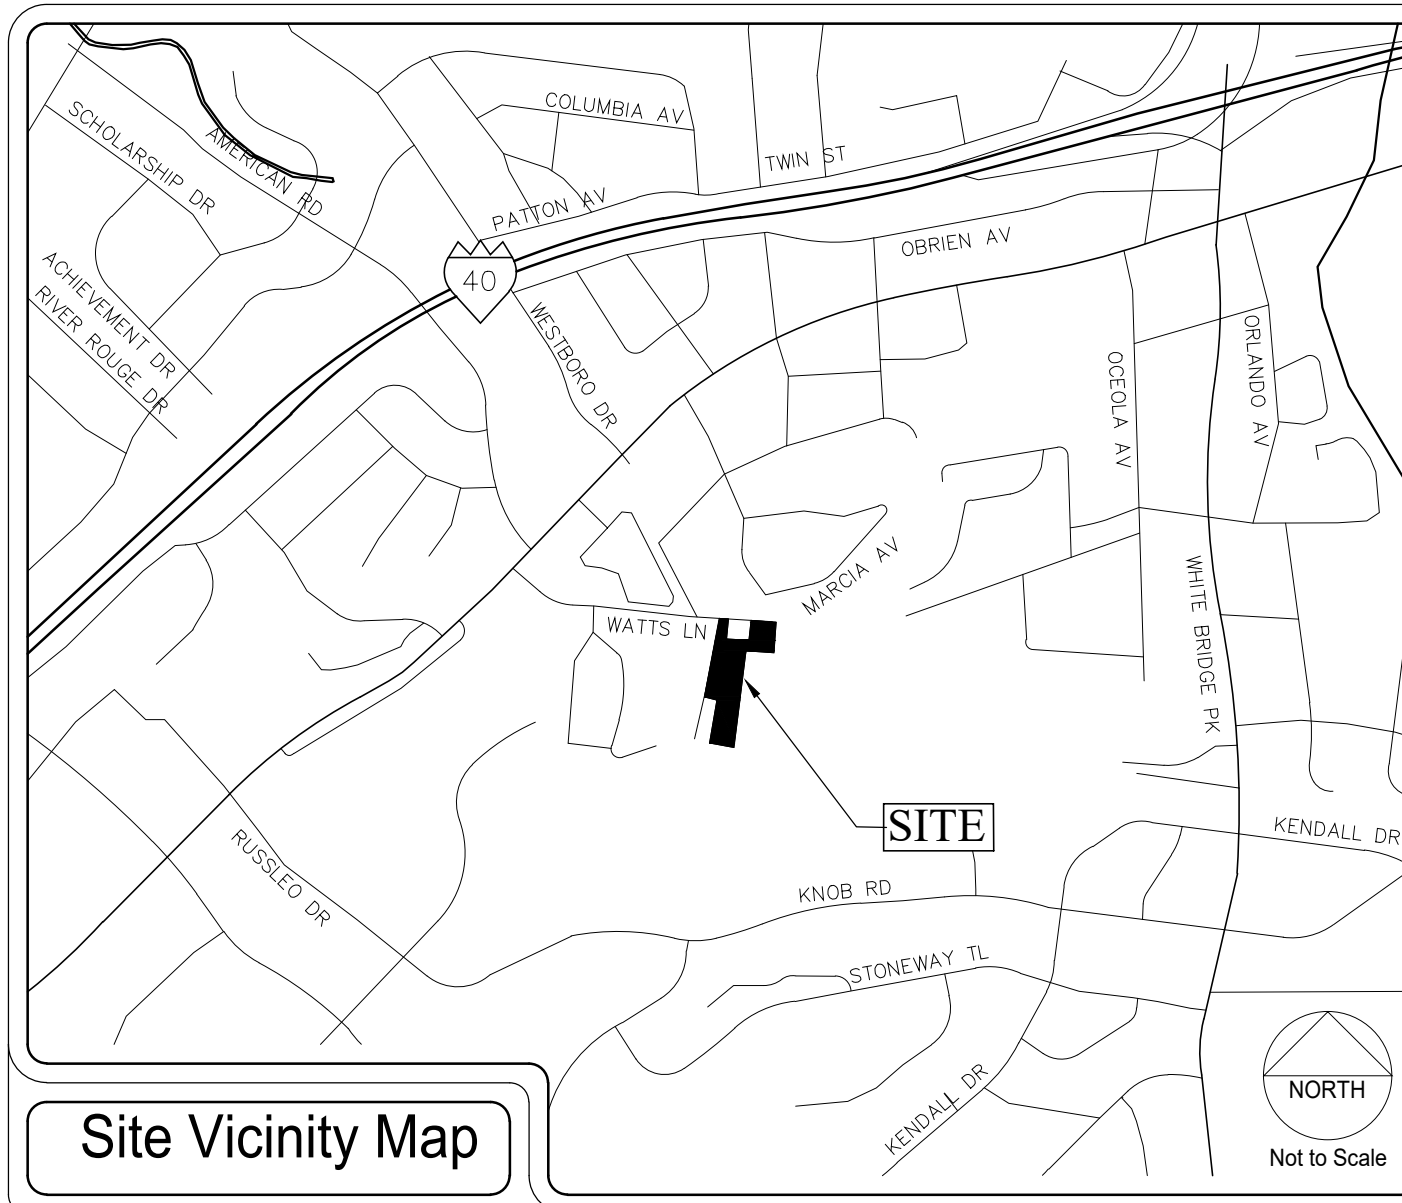 COLUMBIA AV
SCHOLARSHIP DR
AMERICAN RD
TWIN ST
PATTON AV
OBRIEN AV
40
ACHIEVEMENT DR
RIVER ROUGE DR
WESTBORO DR
ORLANDO AV
OCEOLA AV
MARCIA AV
WHITE BRIDGE PK
WATTS LN
SITE
KENDALL DR
RUSSLEO DR
KNOB RD
STONEWAY TL
KENDALL DR
NORTH
Not to Scale
Site Vicinity Map